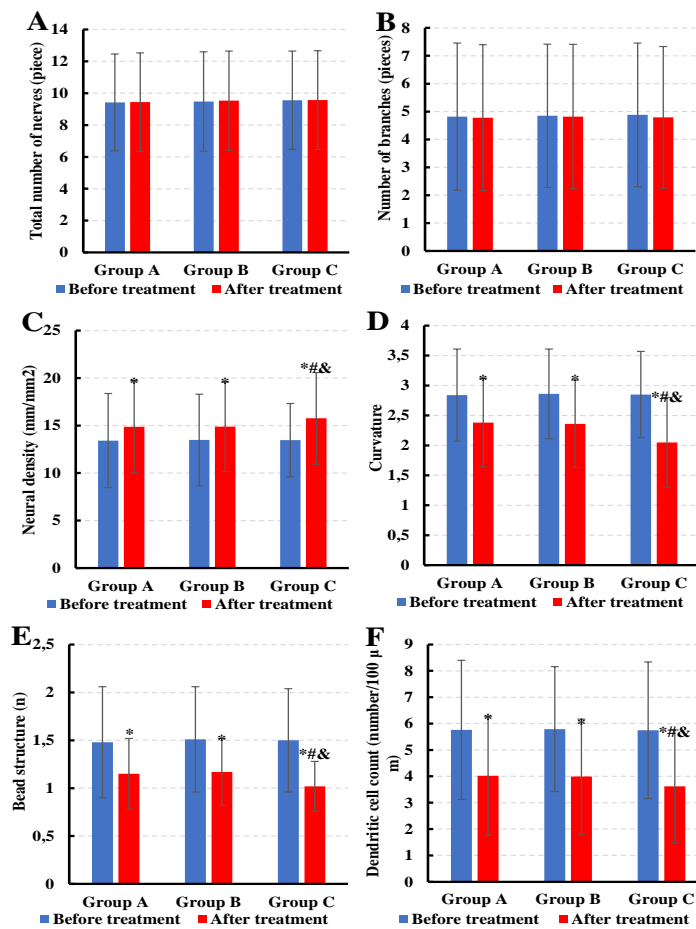 A
Total number of nerves (piece)
14
12
10
8
6
4
2
0
Group A Group B Group C
Before treatment After treatment
B
Number of branches (pieces)
8
7
6
5
4
3
2
1
0
Group A Group B Group C
Before treatment After treatment
C
Neural density (mm/mm2)
25
20
15
10
5
0
* * *#&
Group A Group B Group C
Before treatment After treatment
D
Curvature
4
3,5
3
2,5
2
1,5
1
0,5
0
* * *#&
Group A Group B Group C
Before treatment After treatment
E
Bead structure (n)
2,5
2
1,5
1
0,5
0
* * *#&
Group A Group B Group C
Before treatment After treatment
F
Dendritic cell count (number/100 μ
m)
9
8
7
6
5
4
3
2
1
0
* * *#&
Group A Group B Group C
Before treatment After treatment